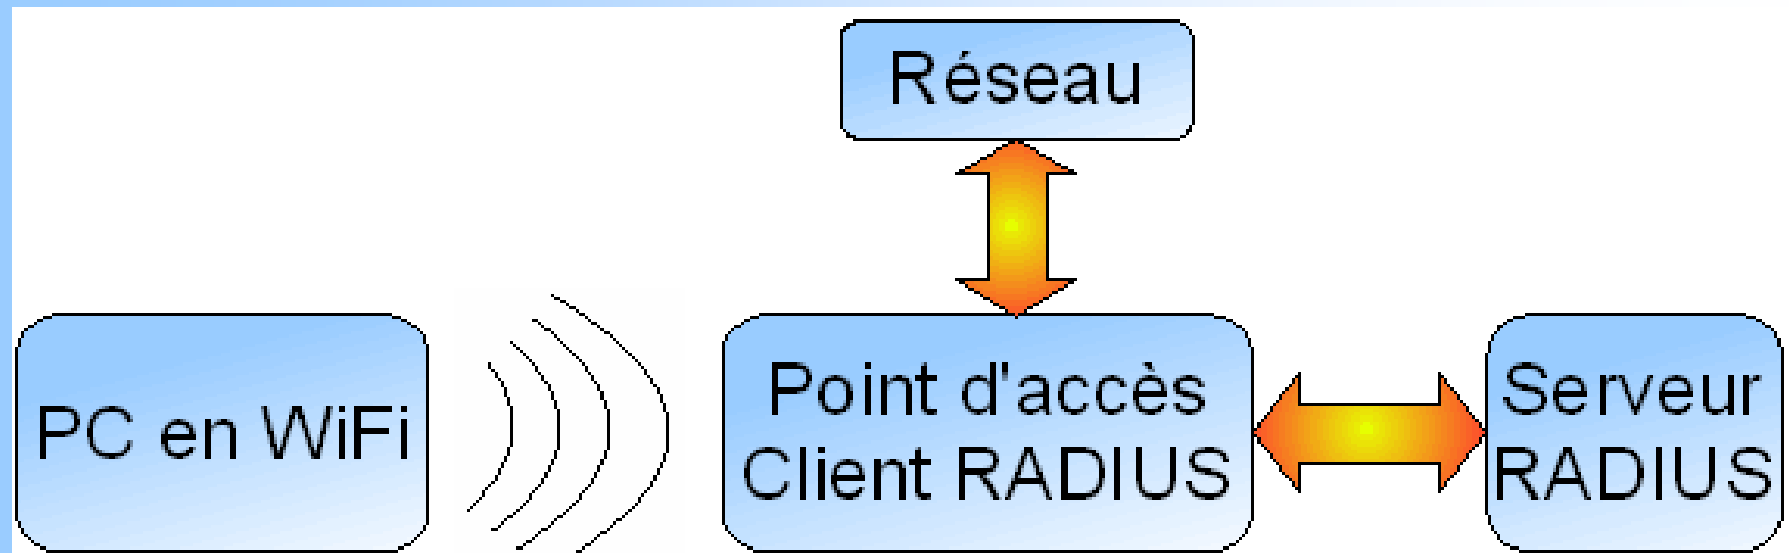 Réseau
PC en WiFi
Point d'accès
Client RADIUS
Serveur
RADIUS